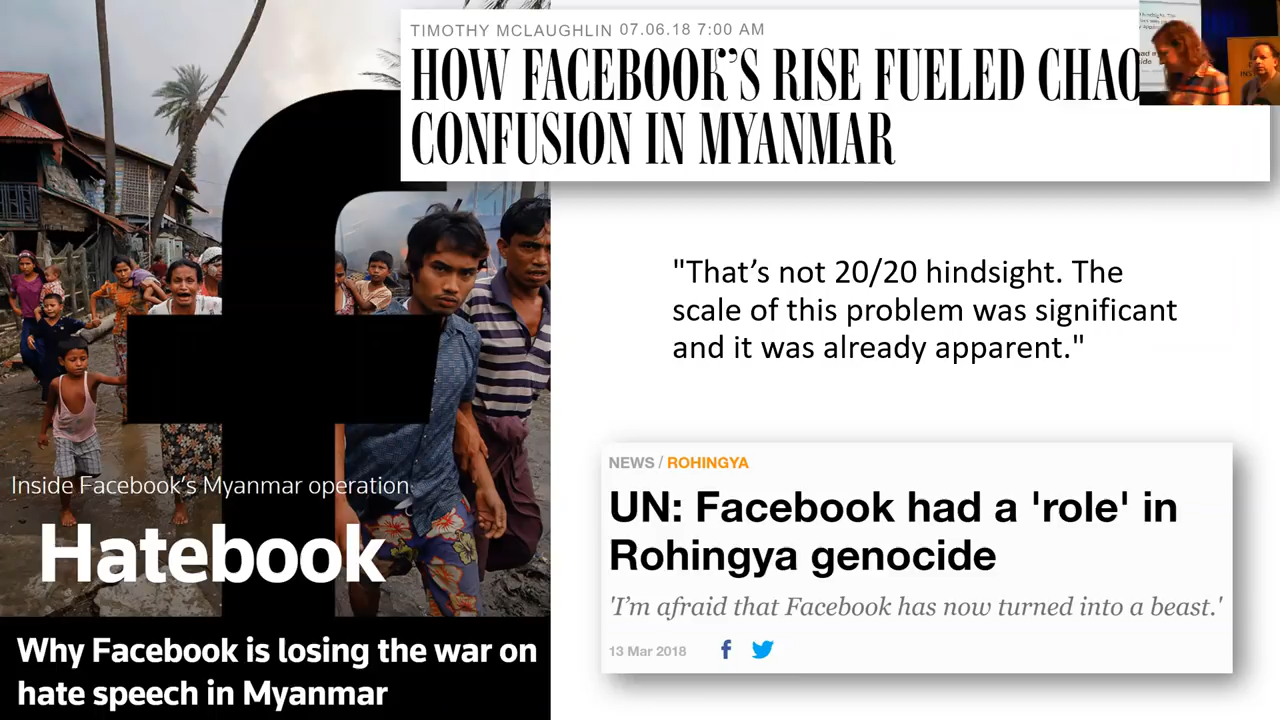 TIMOTHY MCLAUGHLIN 07.06.18 7:00 AM
HOW FACEBOOK'S RISE FUELED CHAO
CONFUSION IN MYANMAR
"That's not 20/20 hindsight. The
scale of this problem was significant
and it was already apparent."
Inside Facebook's Myanmar operation
Hatebook
Why Facebook is losing the war on
hate speech in Myanmar
NEWS / ROHINGYA
UN: Facebook had a 'role' in
Rohingya genocide
'I'm afraid that Facebook has now turned into a beast.'
13 Mar 2018